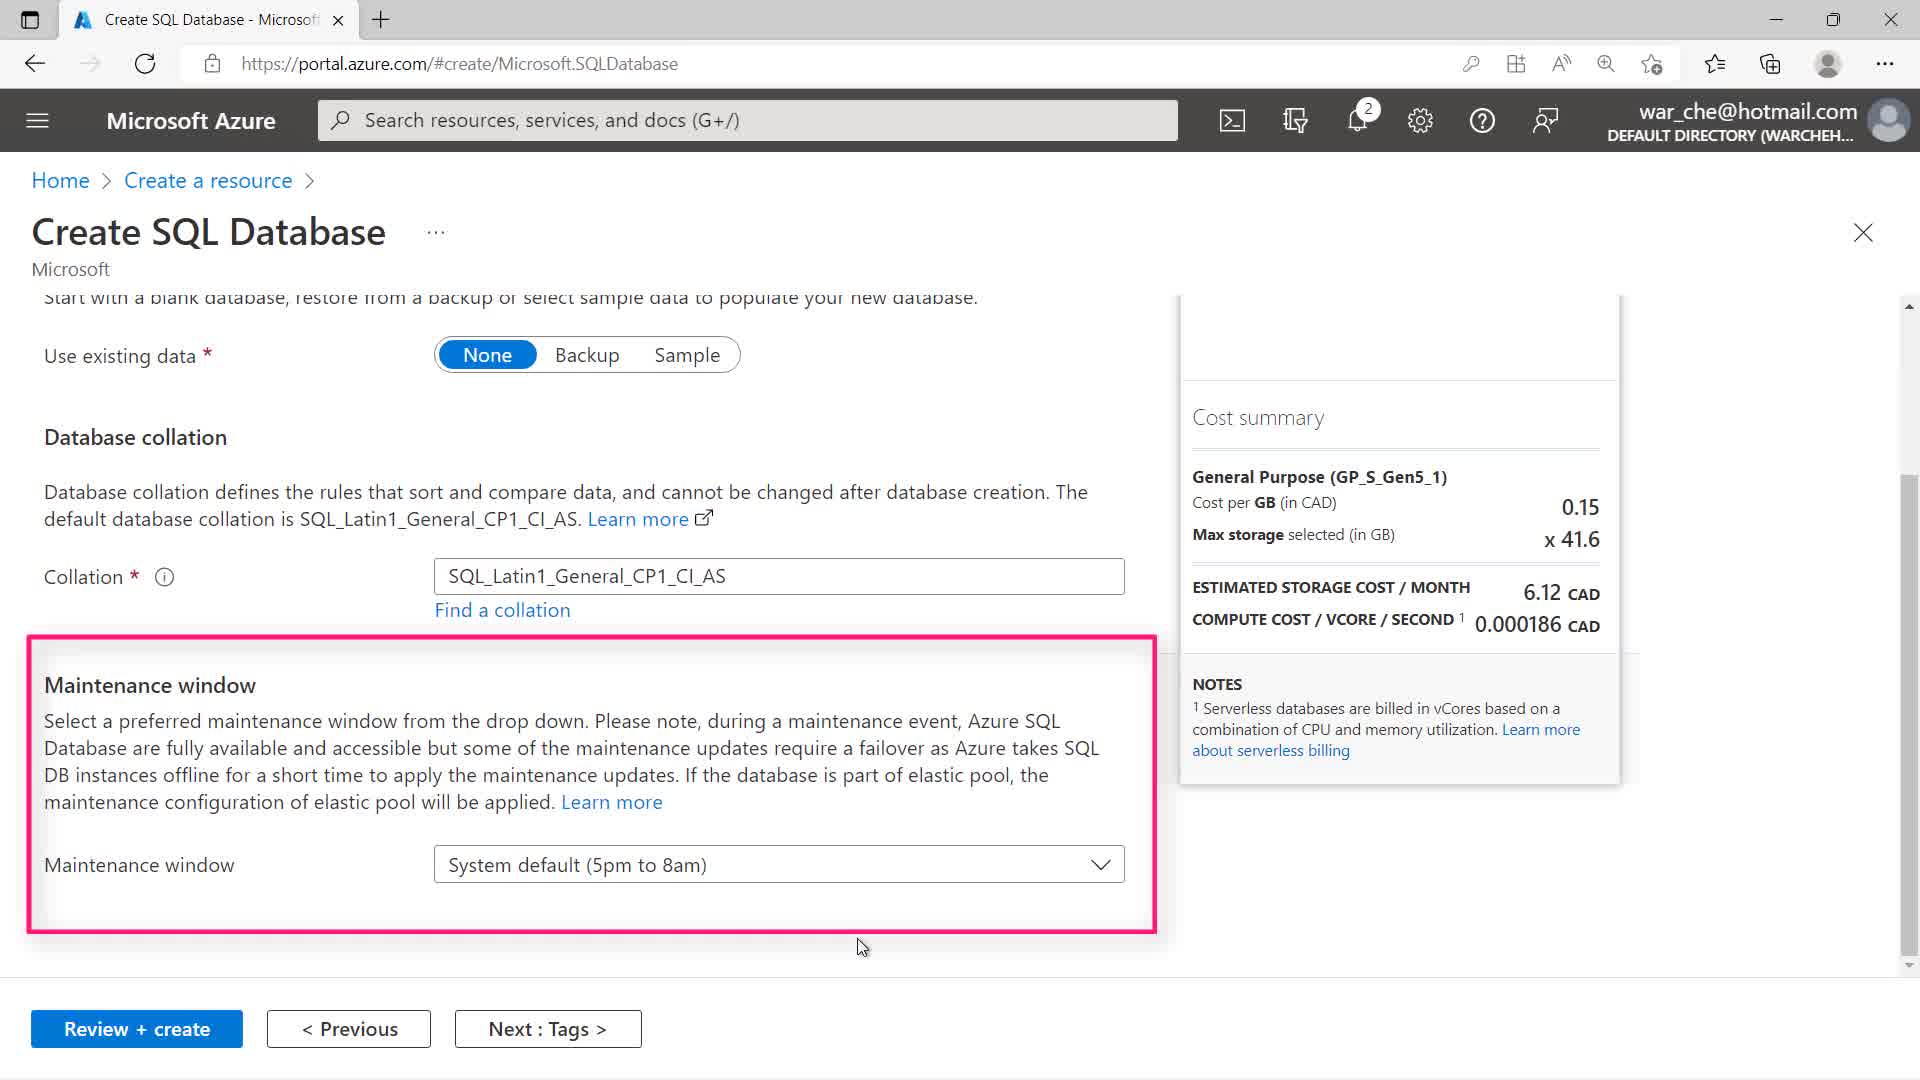 Create SQL Database - Microsof
https://portal.azure.com/#create/Microsoft.SQLDatabase
Microsoft Azure
Search resources, services, and docs (G+/)
2
war_che@hotmail.com
DEFAULT DIRECTORY (WARCHEH...
Home > Create a resource >
Create SQL Database ...
Microsoft
Start with a blank database, restore from a backup or select sample data to populate your new database.
Use existing data *
None Backup Sample
Database collation
Database collation defines the rules that sort and compare data, and cannot be changed after database creation. The
default database collation is SQL_Latin1_General_CP1_CI_AS. Learn more
Collation *
SQL_Latin1_General_CP1_CI_AS
Find a collation
Maintenance window
Select a preferred maintenance window from the drop down. Please note, during a maintenance event, Azure SQL
Database are fully available and accessible but some of the maintenance updates require a failover as Azure takes SQL
DB instances offline for a short time to apply the maintenance updates. If the database is part of elastic pool, the
maintenance configuration of elastic pool will be applied. Learn more
Maintenance window
System default (5pm to 8am)
Cost summary
General Purpose (GP_S_Gen5_1)
Cost per GB (in CAD) 0.15
Max storage selected (in GB) x 41.6
ESTIMATED STORAGE COST / MONTH 6.12 CAD
COMPUTE COST / VCORE / SECOND 1 0.000186 CAD
NOTES
1 Serverless databases are billed in vCores based on a
combination of CPU and memory utilization. Learn more
about serverless billing
Review + create
< Previous
Next : Tags >